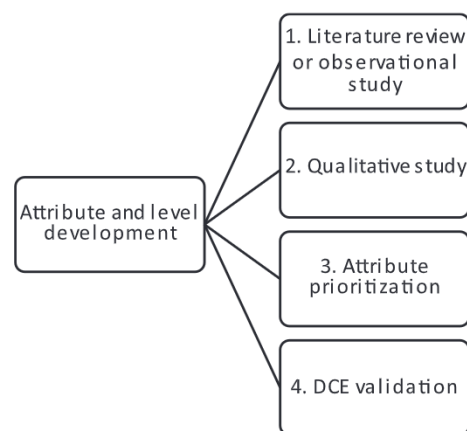 1. Literature review
or observational
study
2. Qualitative study
Attribute and level
development
3. Attribute
prioritization
4. DCE validation